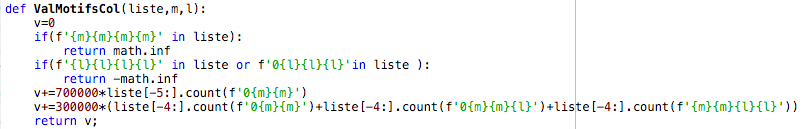 def ValMotifsCol(liste,m,l):
    v=0
    if(f'{m}{m}{m}{m}' in liste):
        return math.inf
    if(f'{l}{l}{l}{l}' in liste or f'0{l}{l}{l}'in liste ):
        return -math.inf
    v+=700000*liste[-5:].count(f'0{m}{m}')
    v+=300000*(liste[-4:].count(f'0{m}{m}')+liste[-4:].count(f'0{m}{m}{l}')+liste[-4:].count(f'{m}{m}{l}{l}'))
    return v;